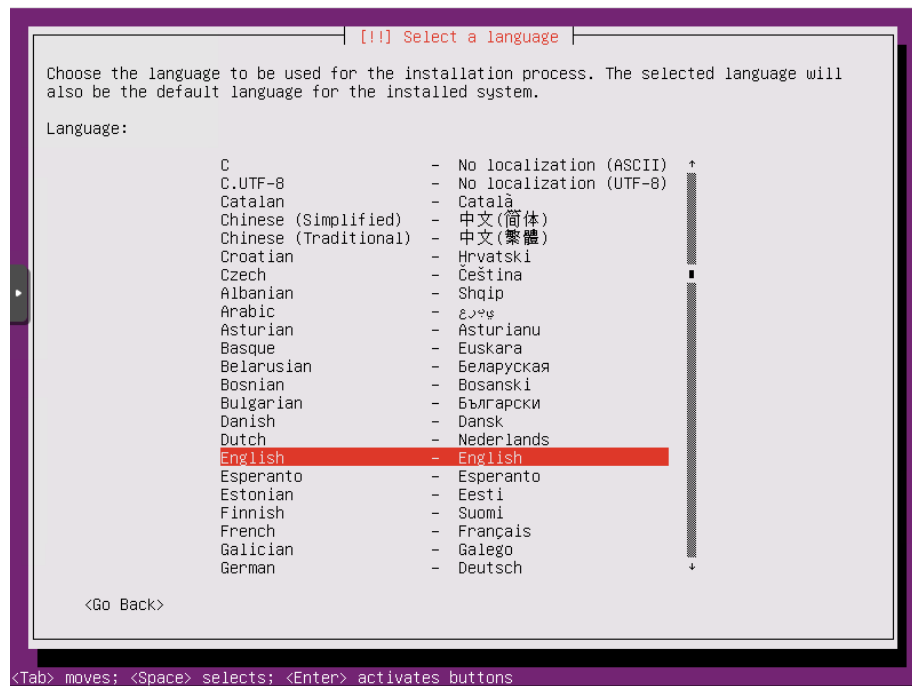 [!!] Select a language
Choose the language to be used for the installation process. The selected language will
also be the default language for the installed system.
Language:
C - No localization (ASCII)
C.UTF-8 - No localization (UTF-8)
Catalan - Català
Chinese (Simplified) - 中文(简体)
Chinese (Traditional) - 中文(繁體)
Croatian - Hrvatski
Czech - Čeština
Albanian - Shqip
Arabic - عربي
Asturian - Asturianu
Basque - Euskara
Belarusian - Беларуская
Bosnian - Bosanski
Bulgarian - Български
Danish - Dansk
Dutch - Nederlands
English - English
Esperanto - Esperanto
Estonian - Eesti
Finnish - Suomi
French - Français
Galician - Galego
German - Deutsch
<Go Back>
<Tab> moves; <Space> selects; <Enter> activates buttons